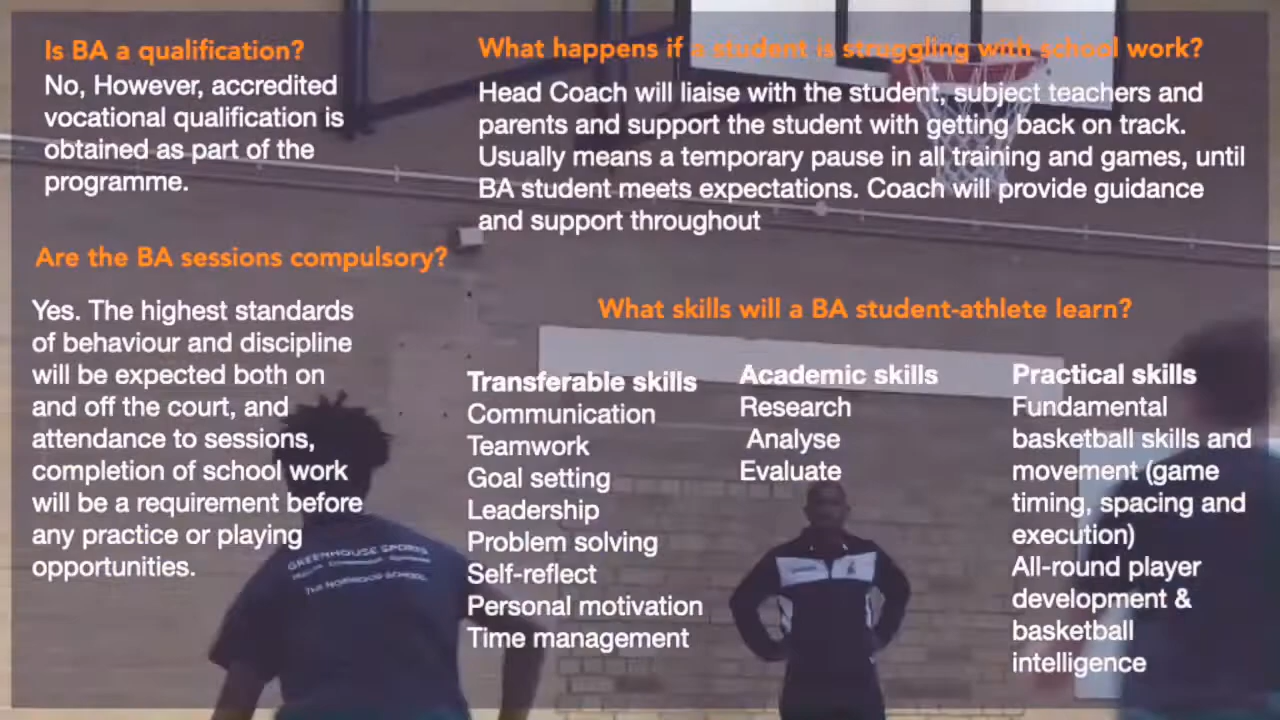 Is BA a qualification?
No, However, accredited
vocational qualification is
obtained as part of the
programme.
Are the BA sessions compulsory?
Yes. The highest standards
of behaviour and discipline
will be expected both on
and off the court, and
attendance to sessions,
completion of school work
will be a requirement before
any practice or playing
opportunities.
What happens if a student is struggling with school work?
Head Coach will liaise with the student, subject teachers and
parents and support the student with getting back on track.
Usually means a temporary pause in all training and games, until
BA student meets expectations. Coach will provide guidance
and support throughout
What skills will a BA student-athlete learn?
Transferable skills
Communication
Teamwork
Goal setting
Leadership
Problem solving
Self-reflect
Personal motivation
Time management
Academic skills
Research
Analyse
Evaluate
Practical skills
Fundamental
basketball skills and
movement (game
timing, spacing and
execution)
All-round player
development &
basketball
intelligence
GREENHOUSE SPORTS
THE NORWOOD SCHOOL